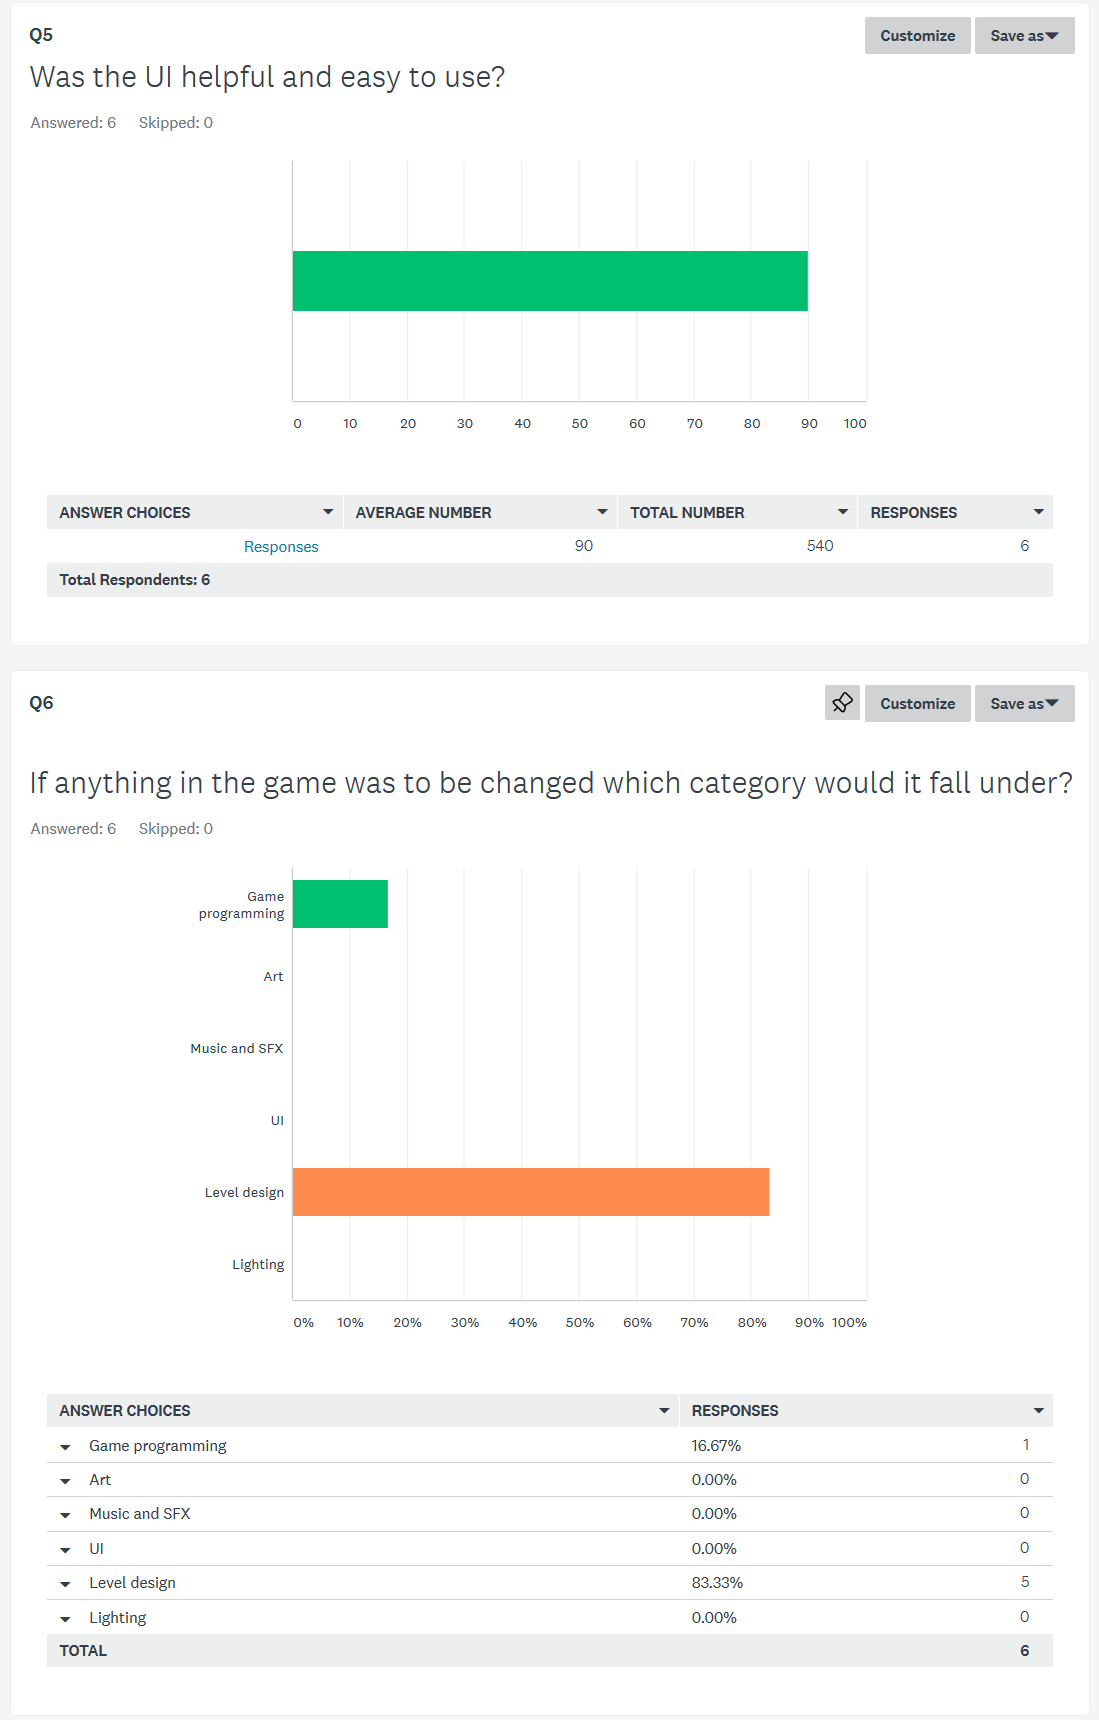 Q5
Customize
Save as
Was the UI helpful and easy to use?
Answered: 6 Skipped: 0
0 10 20 30 40 50 60 70 80 90 100
ANSWER CHOICES AVERAGE NUMBER TOTAL NUMBER RESPONSES
Responses 90 540 6
Total Respondents: 6
Q6
Customize
Save as
If anything in the game was to be changed which category would it fall under?
Answered: 6 Skipped: 0
Game
programming
Art
Music and SFX
UI
Level design
Lighting
0% 10% 20% 30% 40% 50% 60% 70% 80% 90% 100%
ANSWER CHOICES RESPONSES
Game programming 16.67% 1
Art 0.00% 0
Music and SFX 0.00% 0
UI 0.00% 0
Level design 83.33% 5
Lighting 0.00% 0
TOTAL 6